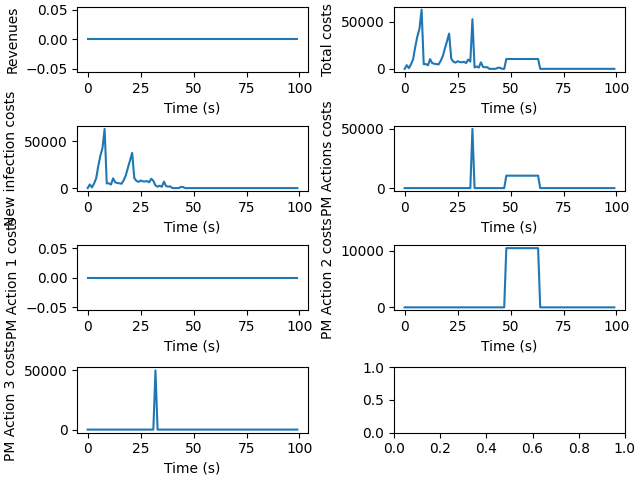 Revenues
0.05
0.00
−0.05
0 25 50 75 100
Time (s)
Total costs
50000
0
0 25 50 75 100
Time (s)
New infection costs
50000
0
0 25 50 75 100
Time (s)
PM Actions costs
50000
0
0 25 50 75 100
Time (s)
PM Action 1 costs
0.05
0.00
−0.05
0 25 50 75 100
Time (s)
PM Action 2 costs
10000
0
0 25 50 75 100
Time (s)
PM Action 3 costs
50000
0
0 25 50 75 100
Time (s)
1.0
0.5
0.0
0.0 0.2 0.4 0.6 0.8 1.0